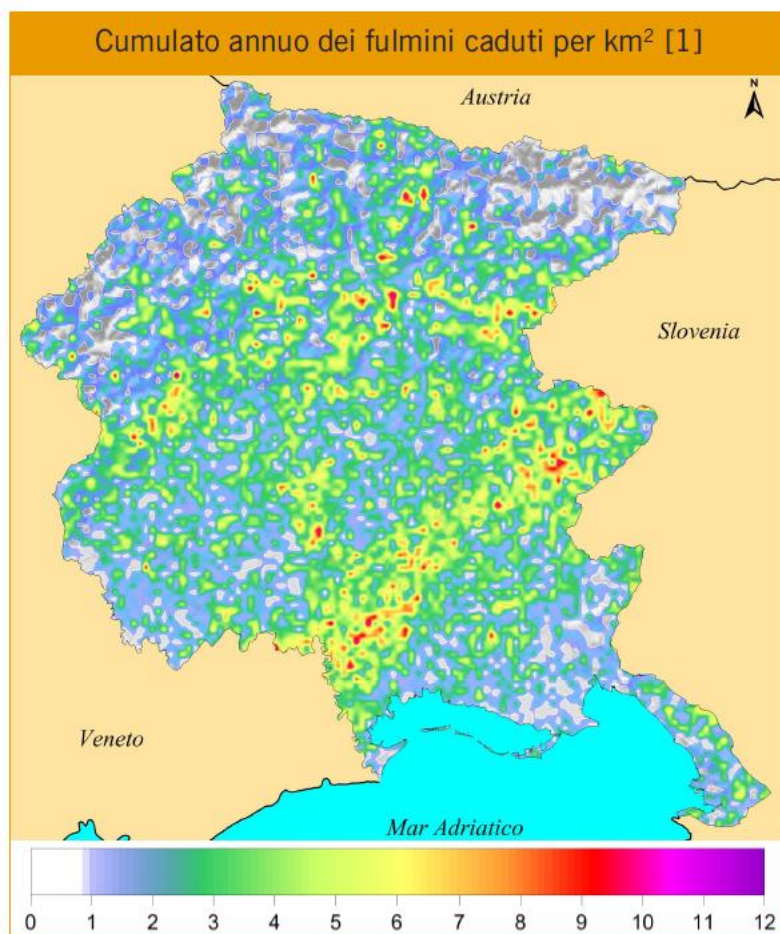 Cumulato annuo dei fulmini caduti per km² [1]
Austria
N
Slovenia
Veneto
Mar Adriatico
0 1 2 3 4 5 6 7 8 9 10 11 12